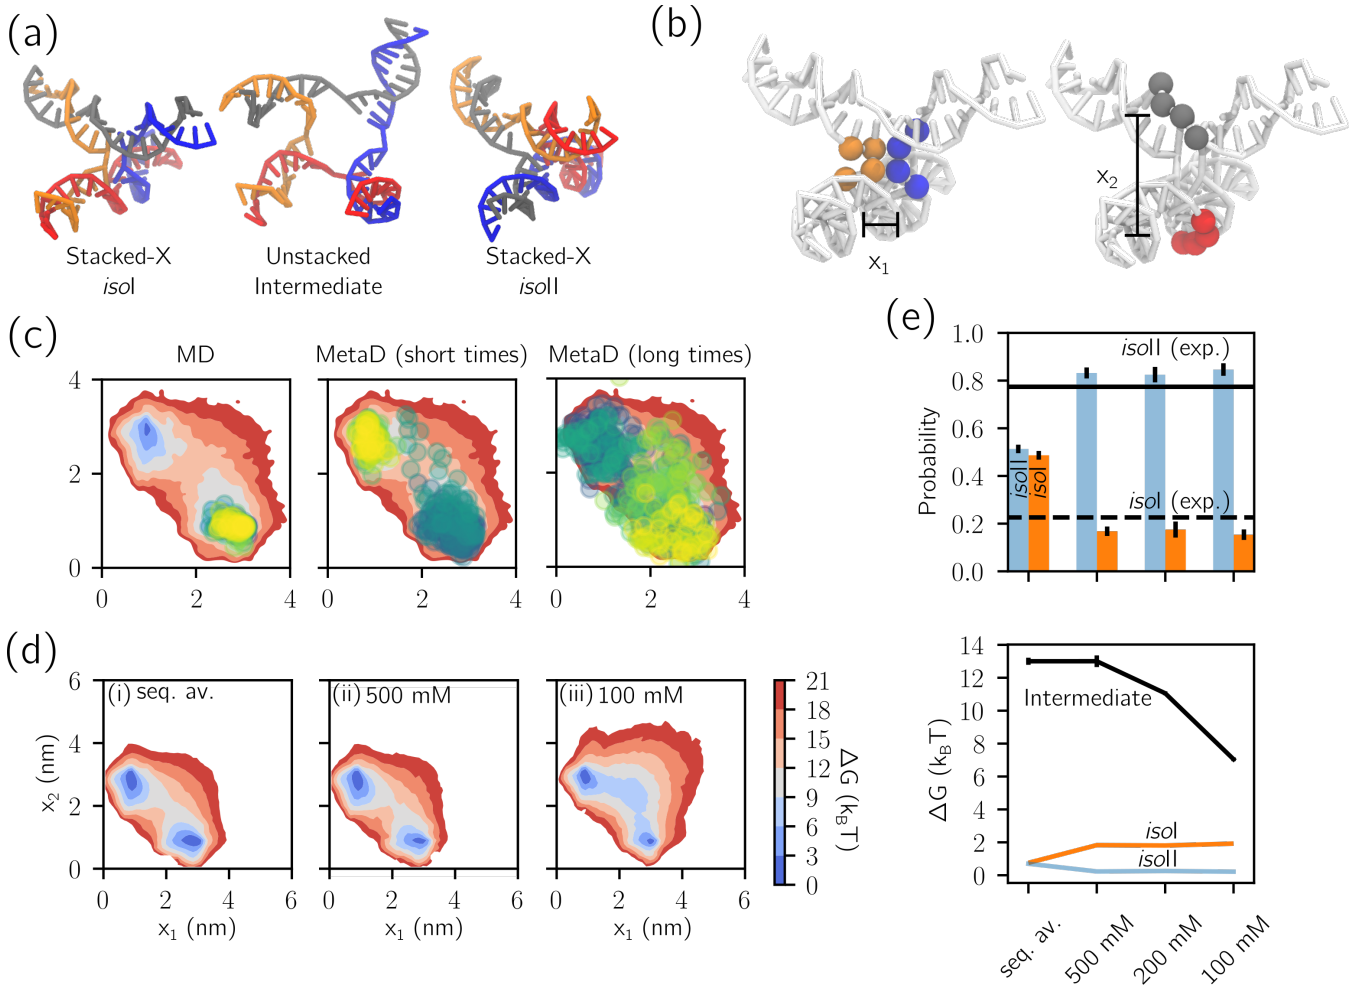 (a)
Stacked-X
isoI
Unstacked
Intermediate
Stacked-X
isoII
(b)
x1
x2
(c)
MD
MetaD (short times)
MetaD (long times)
4
2
0
0 2 4
0 2 4
0 2 4
(d)
(i) seq. av.
(ii) 500 mM
(iii) 100 mM
6
4
2
0
x2 (nm)
0 2 4 6
0 2 4 6
0 2 4 6
x1 (nm)
x1 (nm)
x1 (nm)
21
18
15
12
9
6
3
0
ΔG (kBT)
(e)
1.0
0.8
0.6
0.4
0.2
0.0
Probability
isoII (exp.)
isoI (exp.)
isoII
isoI
14
12
10
8
6
4
2
0
ΔG (kBT)
Intermediate
isoI
isoII
seq. av.
500 mM
200 mM
100 mM